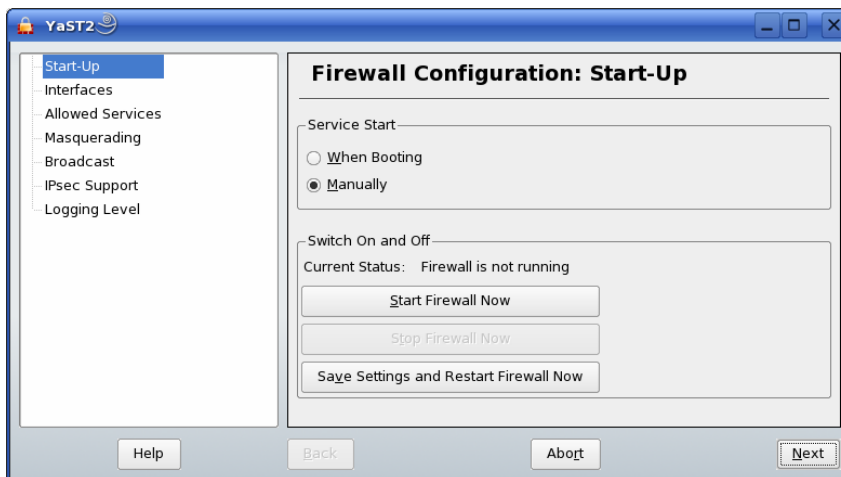 YaST2
Start-Up
Interfaces
Allowed Services
Masquerading
Broadcast
IPsec Support
Logging Level
Firewall Configuration: Start-Up
Service Start
When Booting
Manually
Switch On and Off
Current Status: Firewall is not running
Start Firewall Now
Stop Firewall Now
Save Settings and Restart Firewall Now
Help Back Abort Next